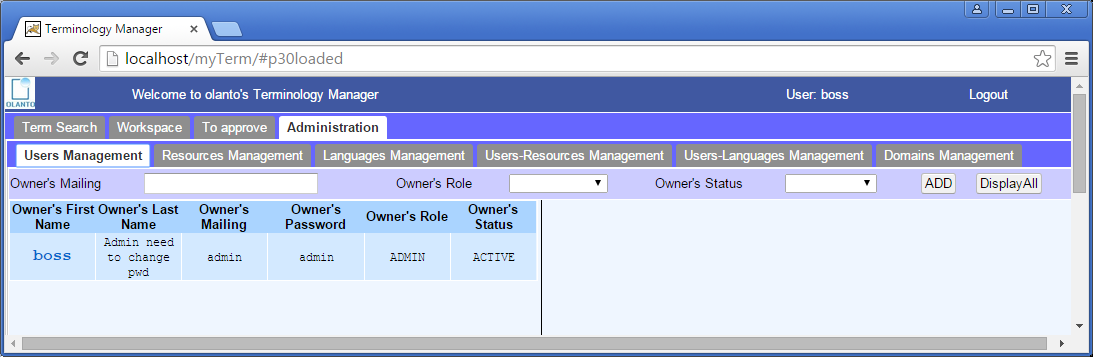 Terminology Manager
localhost/myTerm/#p30loaded
OLANTO
Welcome to olanto's Terminology Manager
User: boss
Logout
Term Search
Workspace
To approve
Administration
Users Management
Resources Management
Languages Management
Users-Resources Management
Users-Languages Management
Domains Management
Owner's Mailing
Owner's Role
Owner's Status
ADD
DisplayAll
Owner's First
Name
Owner's Last
Name
Owner's
Mailing
Owner's
Password
Owner's Role
Owner's
Status
boss
Admin need
to change
pwd
admin
admin
ADMIN
ACTIVE